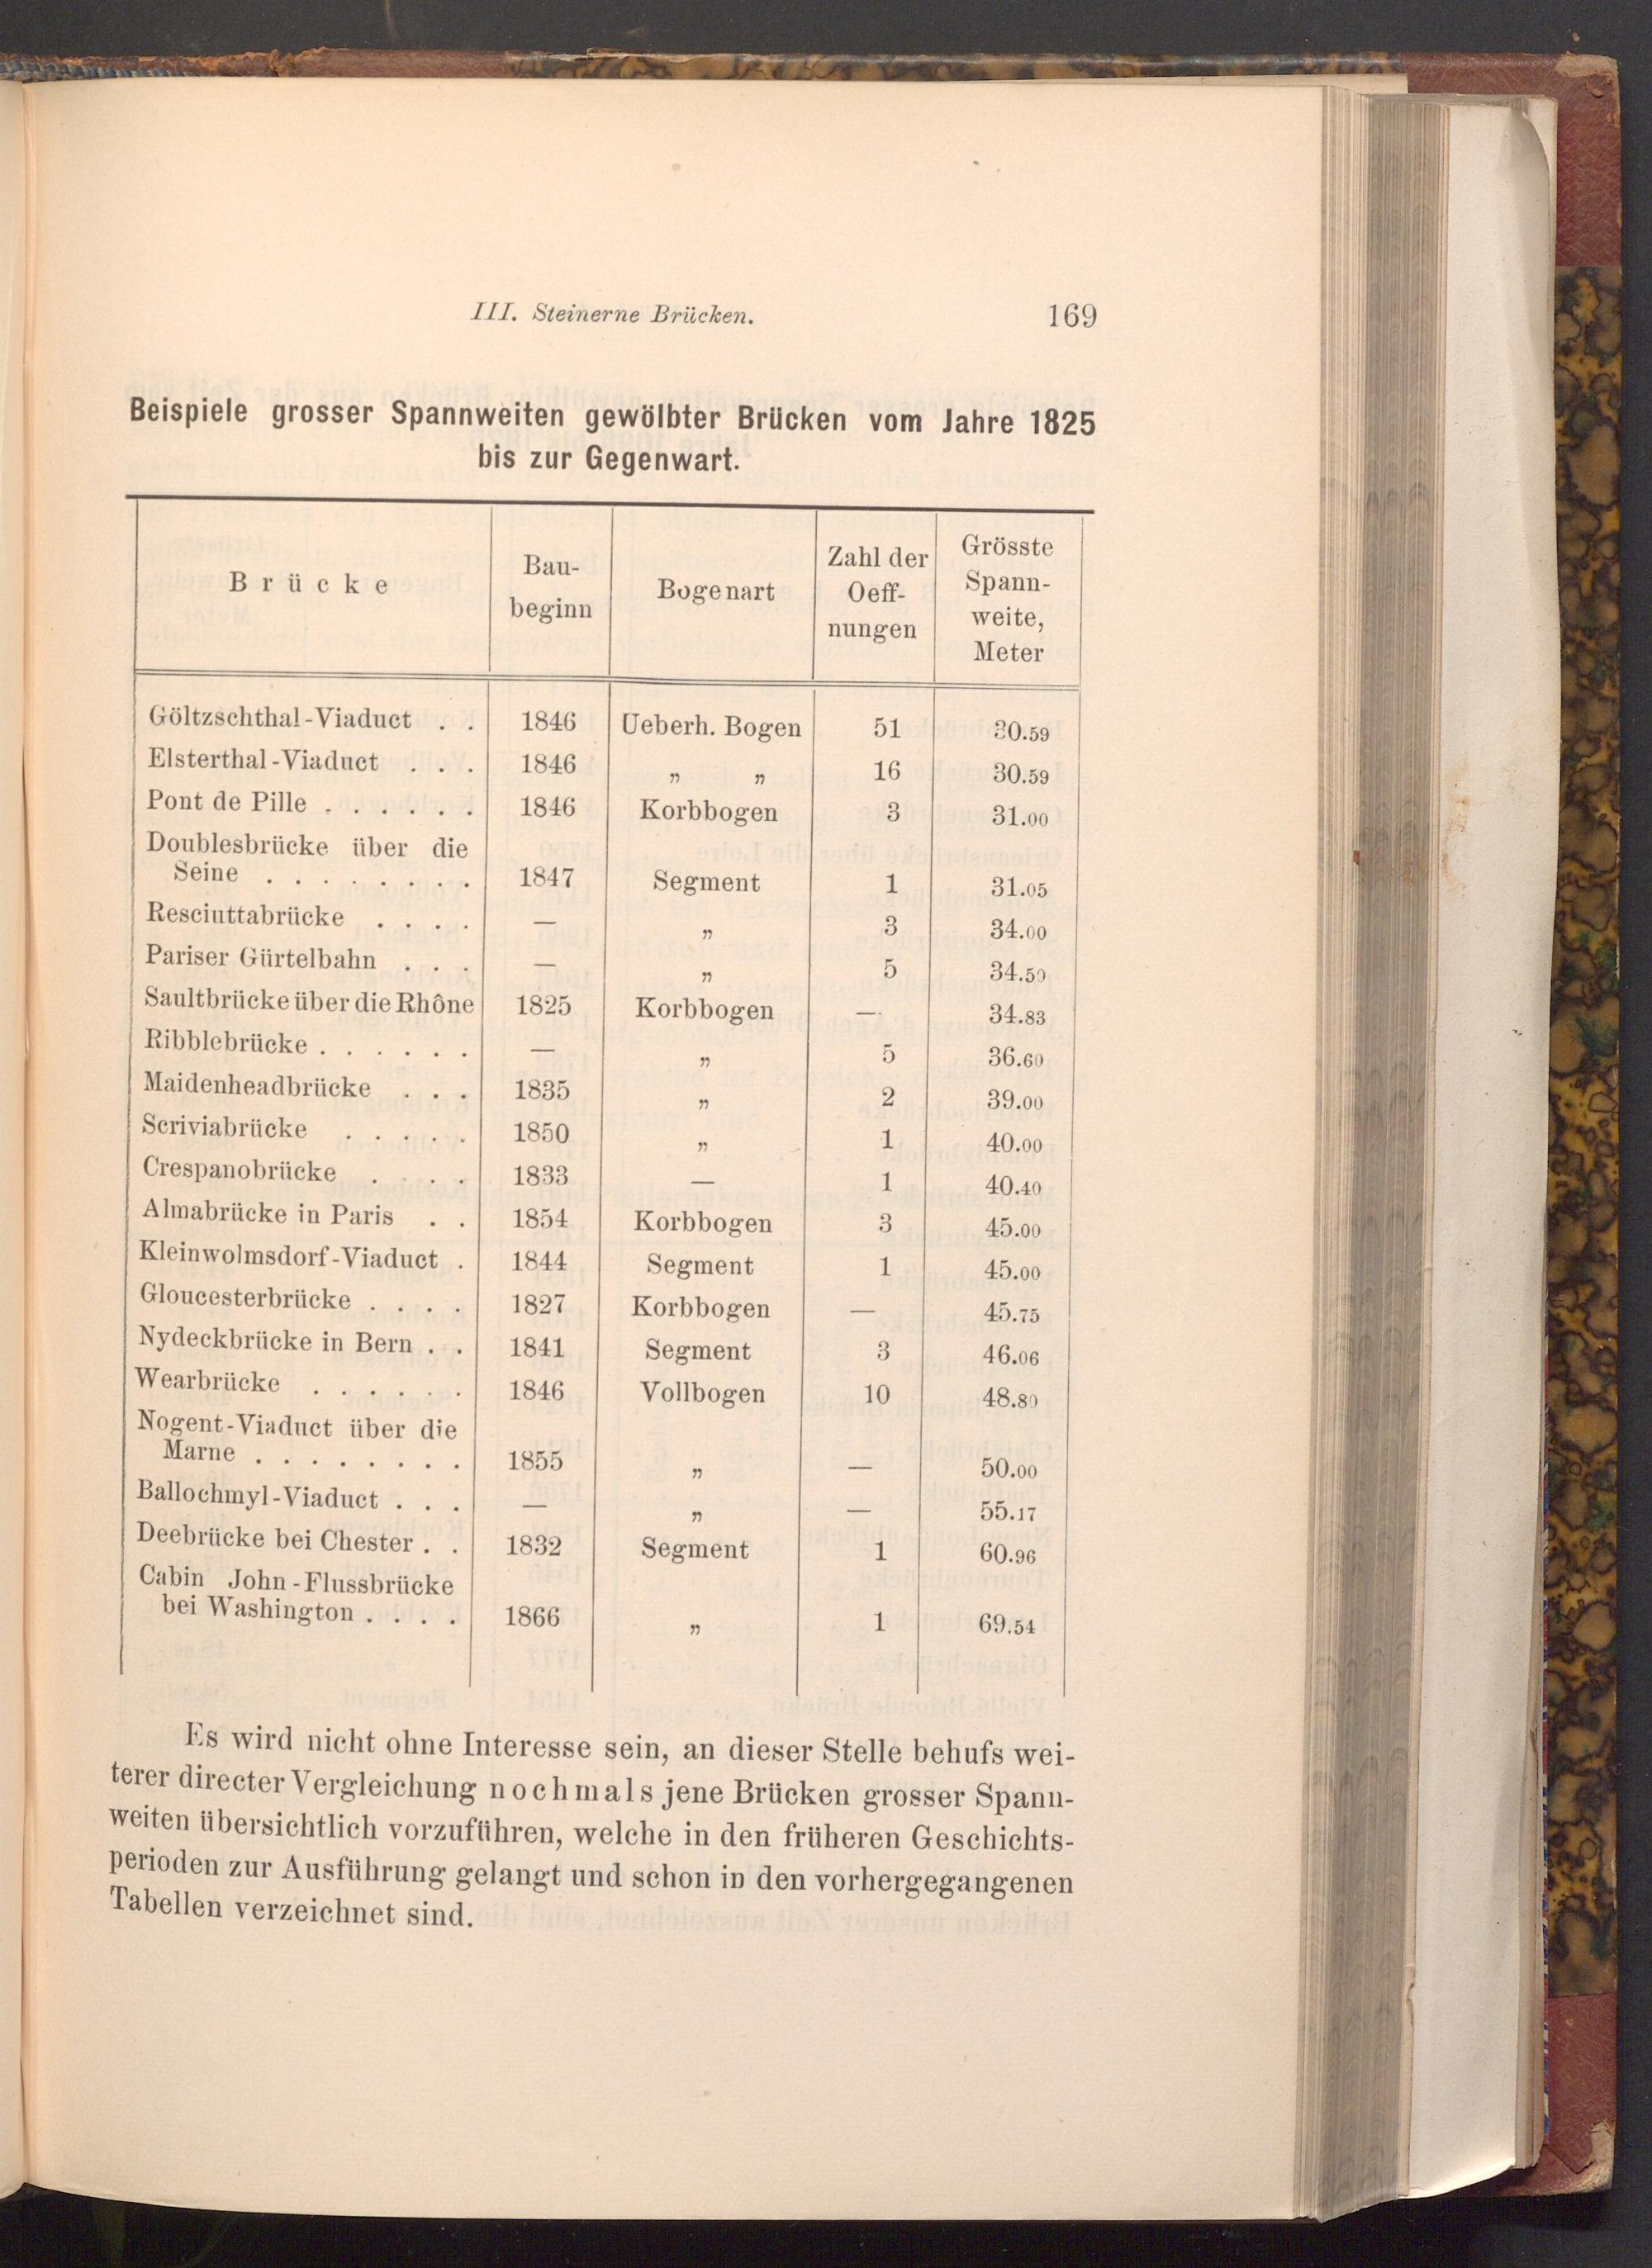 III. Steinerne Brücken. 169
Beispiele grosser Spannweiten gewölbter Brücken vom Jahre 1825
bis zur Gegenwart.
Brücke | Bau-beginn | Bogenart | Zahl der Oeff-nungen | Grösste Spann-weite, Meter
Göltzschthal-Viaduct . . 1846 Ueberh. Bogen 51 30.59
Elsterthal-Viaduct . . . 1846 „ „ 16 30.59
Pont de Pille . . . . . . 1846 Korbbogen 3 31.00
Doublesbrücke über die
Seine . . . . . . . . 1847 Segment 1 31.05
Resciuttabrücke . . . . — „ 3 34.00
Pariser Gürtelbahn . . . — „ 5 34.50
Saultbrücke über die Rhône 1825 Korbbogen — 34.83
Ribblebrücke . . . . . . — „ 5 36.60
Maidenheadbrücke . . . 1835 „ 2 39.00
Scriviabrücke . . . . . 1850 „ 1 40.00
Crespanobrücke . . . . 1833 — 1 40.40
Almabrücke in Paris . . 1854 Korbbogen 3 45.00
Kleinwolmsdorf-Viaduct . 1844 Segment 1 45.00
Gloucesterbrücke . . . . 1827 Korbbogen — 45.75
Nydeckbrücke in Bern . . 1841 Segment 3 46.06
Wearbrücke . . . . . . 1846 Vollbogen 10 48.80
Nogent-Viaduct über die
Marne . . . . . . . . 1855 „ — 50.00
Ballochmyl-Viaduct . . . — „ — 55.17
Deebrücke bei Chester . . 1832 Segment 1 60.96
Cabin John-Flussbrücke
bei Washington . . . . 1866 „ 1 69.54
Es wird nicht ohne Interesse sein, an dieser Stelle behufs wei-
terer directer Vergleichung nochmals jene Brücken grosser Spann-
weiten übersichtlich vorzuführen, welche in den früheren Geschichts-
perioden zur Ausführung gelangt und schon in den vorhergegangenen
Tabellen verzeichnet sind.